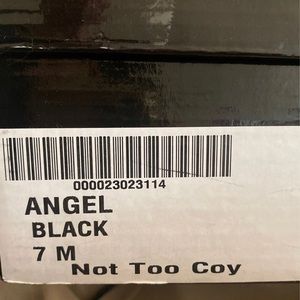 000023023114
ANGEL
BLACK
7 M
Not Too Coy